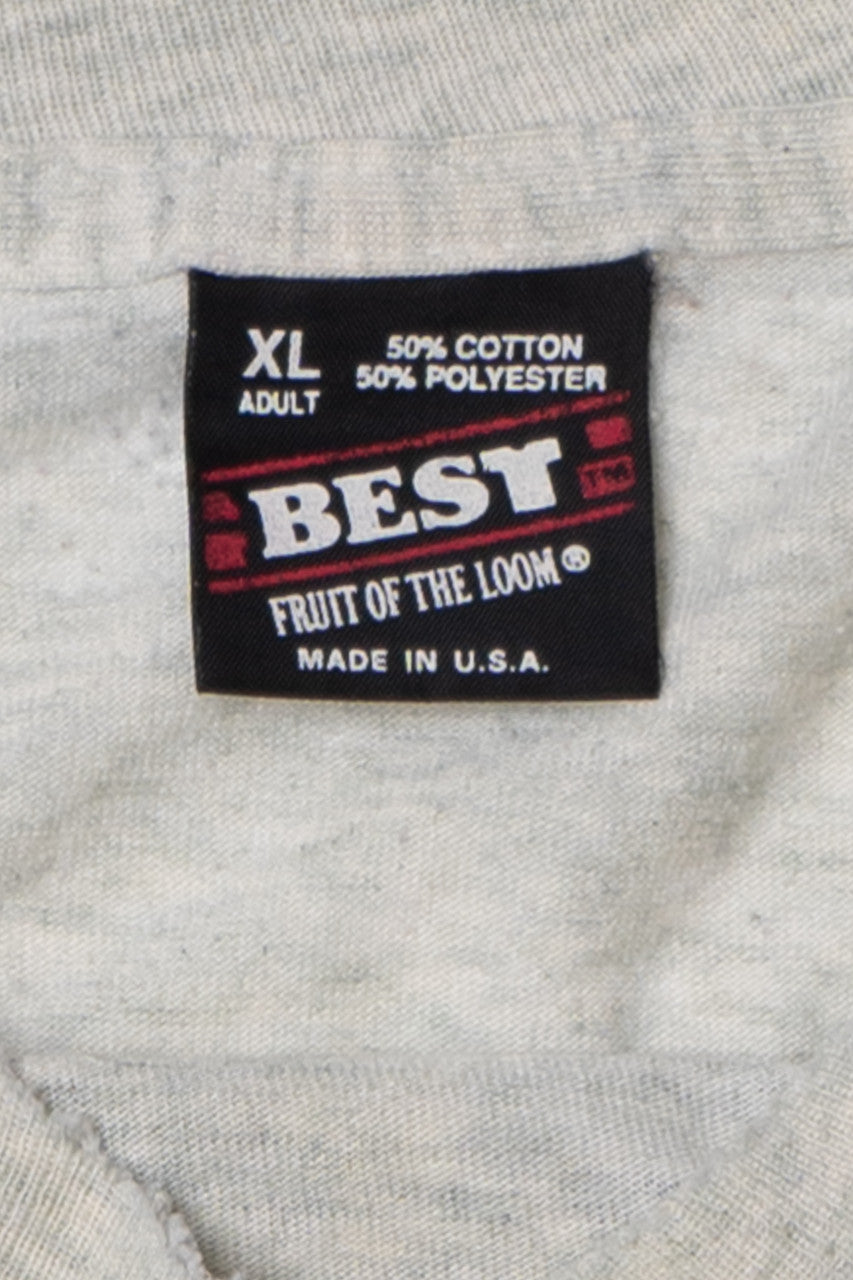 XL
ADULT
50% COTTON
50% POLYESTER
BEST
TM
FRUIT OF THE LOOM®
MADE IN U.S.A.